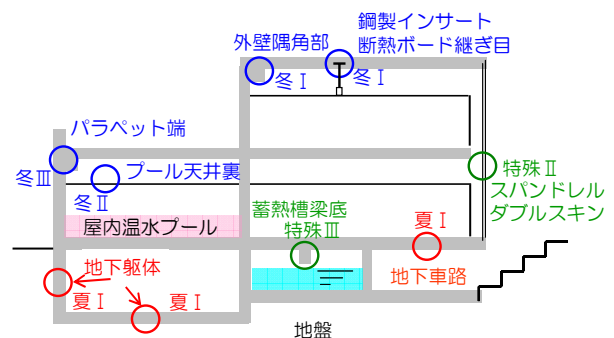 鋼製インサート
断熱ボード継ぎ目
外壁隅角部
冬Ⅰ
冬Ⅰ
パラペット端
冬Ⅲ
プール天井裏
冬Ⅱ
特殊Ⅱ
スパンドレル
ダブルスキン
屋内温水プール
蓄熱槽梁底
特殊Ⅲ
夏Ⅰ
地下車路
地下躯体
夏Ⅰ
夏Ⅰ
地盤